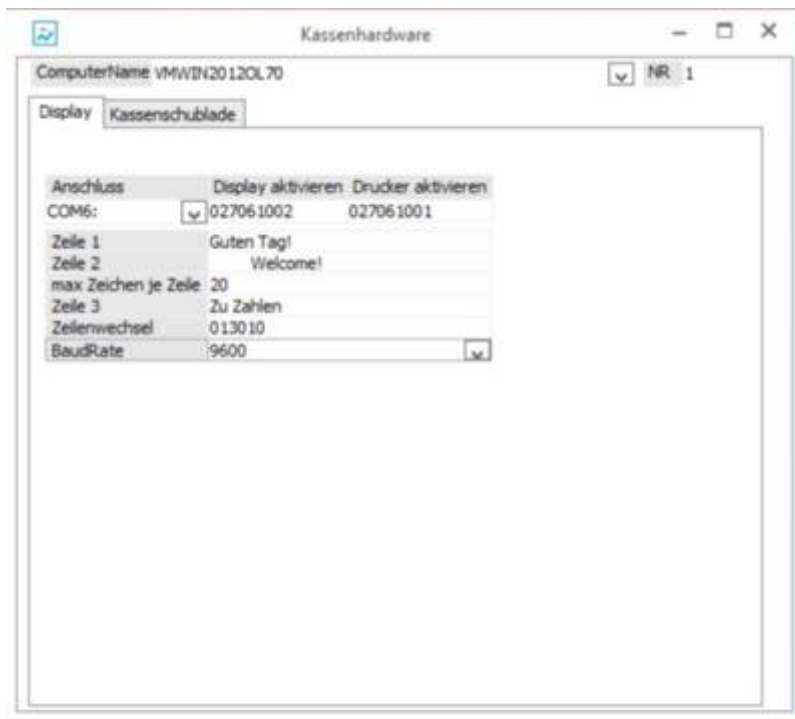 Kassenhardware
ComputerName VMWIN2012OL70 NR 1
Display Kassenschublade
Anschluss Display aktivieren Drucker aktivieren
COM6: 027061002 027061001
Zeile 1 Guten Tag!
Zeile 2 Welcome!
max Zeichen je Zeile 20
Zeile 3 Zu Zahlen
Zeilenwechsel 013010
BaudRate 9600